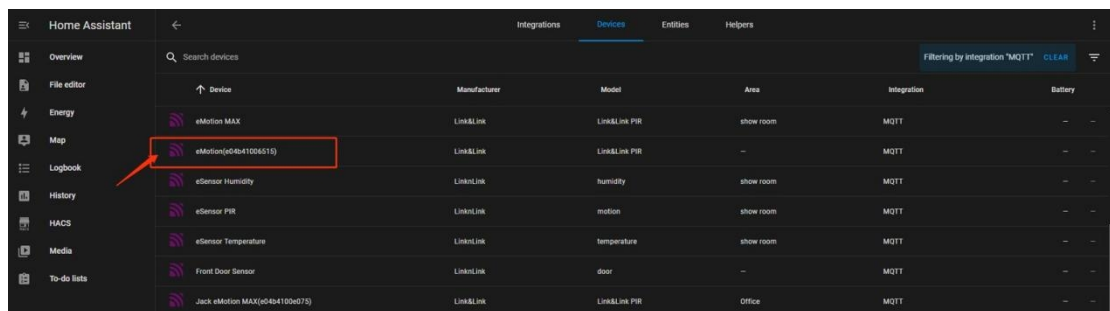 Home Assistant
Integrations Devices Entities Helpers
Overview
Search devices
Filtering by integration "MQTT" CLEAR
File editor
Device Manufacturer Model Area Integration Battery
Energy
eMotion MAX Link&Link Link&Link PIR show room MQTT – –
Map
eMotion(e04b41006515) Link&Link Link&Link PIR – MQTT – –
Logbook
eSensor Humidity LinknLink humidity show room MQTT – –
History
eSensor PIR LinknLink motion show room MQTT – –
HACS
eSensor Temperature LinknLink temperature show room MQTT – –
Media
Front Door Sensor LinknLink door – MQTT – –
To-do lists
Jack eMotion MAX(e04b4100e075) Link&Link Link&Link PIR Office MQTT – –